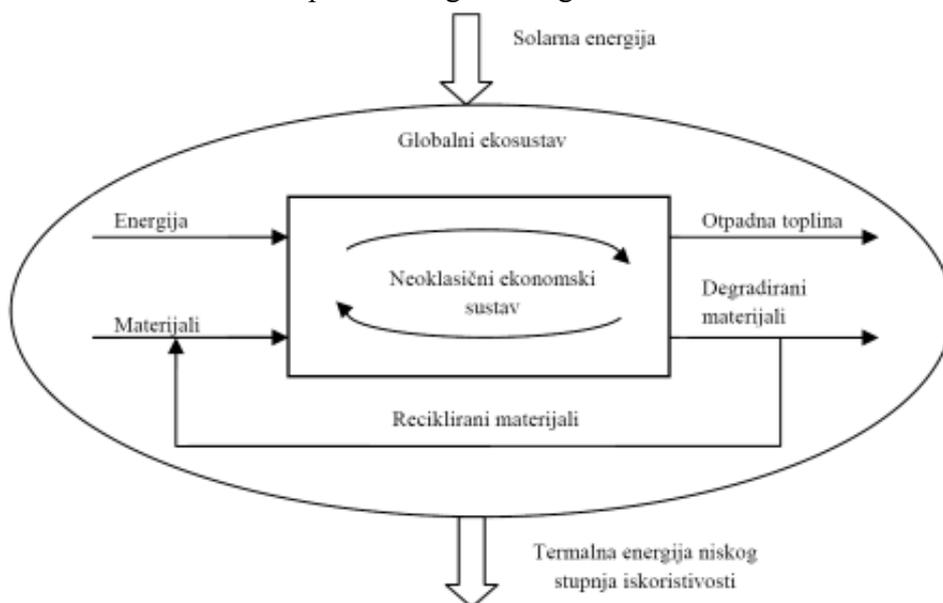 Solarna energija
Globalni ekosustav
Energija
Otpadna toplina
Neoklasični ekonomski
sustav
Degradirani
materijali
Materijali
Reciklirani materijali
Termalna energija niskog
stupnja iskoristivosti